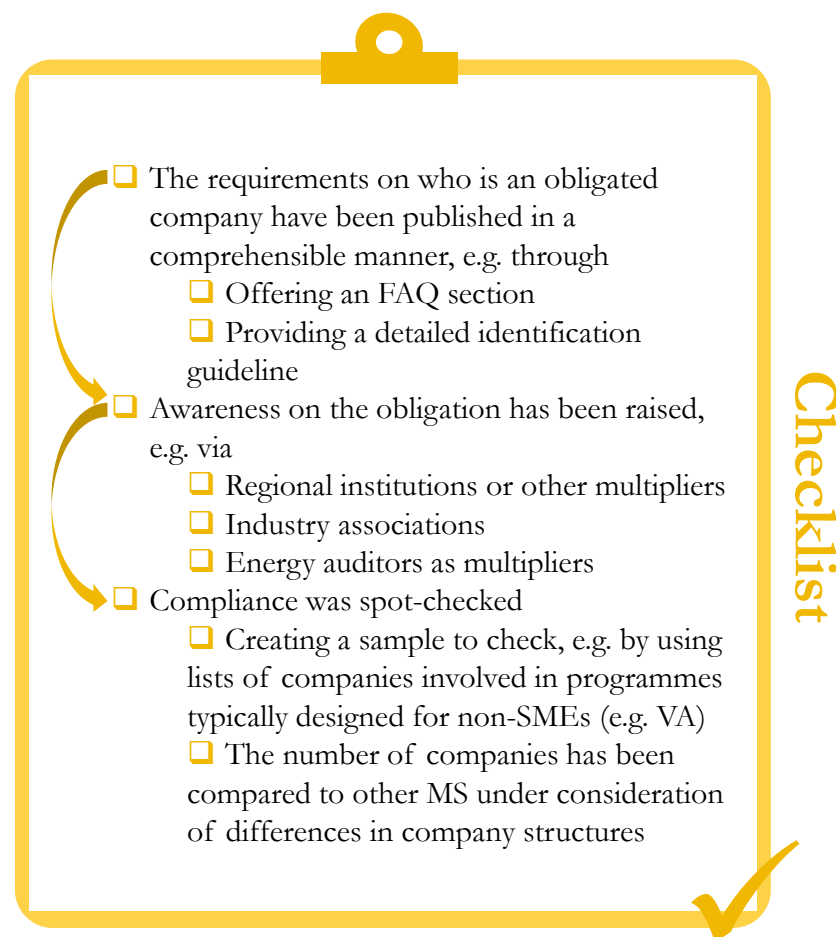 The requirements on who is an obligated
company have been published in a
comprehensible manner, e.g. through
Offering an FAQ section
Providing a detailed identification
guideline
Awareness on the obligation has been raised,
e.g. via
Regional institutions or other multipliers
Industry associations
Energy auditors as multipliers
Compliance was spot-checked
Creating a sample to check, e.g. by using
lists of companies involved in programmes
typically designed for non-SMEs (e.g. VA)
The number of companies has been
compared to other MS under consideration
of differences in company structures
Checklist